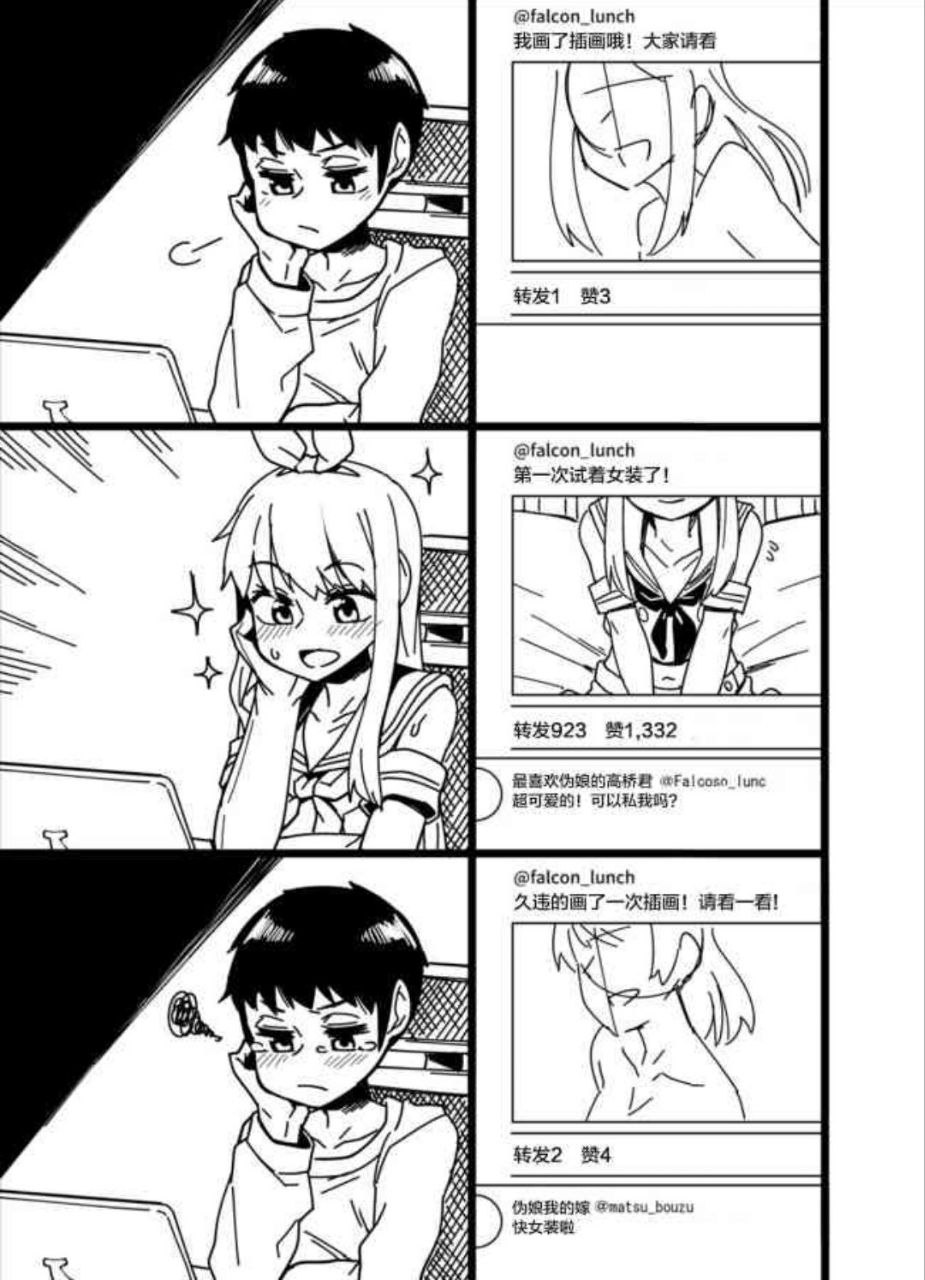 @falcon_lunch
我画了插画哦！大家请看
转发1 赞3
@falcon_lunch
第一次试着女装了！
转发923 赞1,332
最喜欢伪娘的高桥君 @Falcoso_lunc
超可爱的！可以私我吗？
@falcon_lunch
久违的画了一次插画！请看一看！
转发2 赞4
伪娘我的嫁 @matsu_bouzu
快女装啦